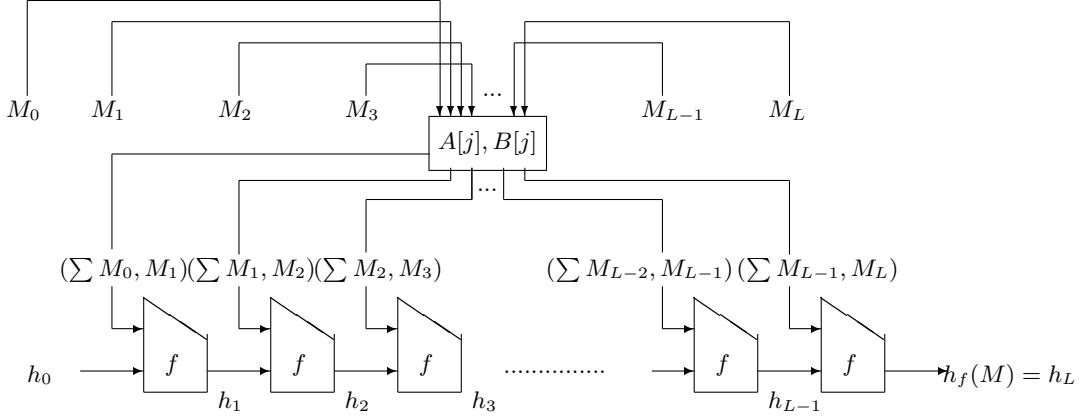 M_0 M_1 M_2 M_3 ... M_{L-1} M_L
A[j], B[j]
...
(∑ M_0, M_1) (∑ M_1, M_2) (∑ M_2, M_3) (∑ M_{L-2}, M_{L-1}) (∑ M_{L-1}, M_L)
f f f f f
h_0 ............... h_f(M) = h_L
h_1 h_2 h_3 h_{L-1}